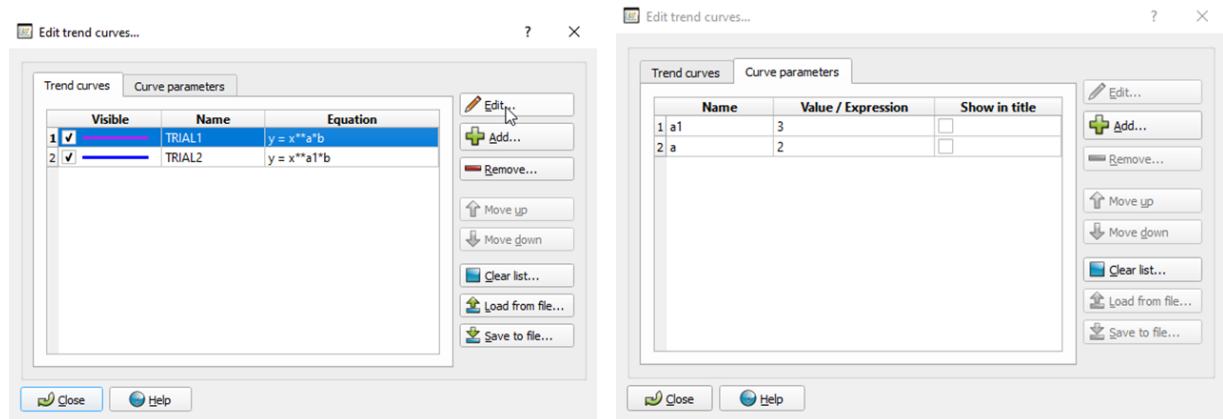 Edit trend curves... ? ×
Trend curves Curve parameters
Visible Name Equation
1 TRIAL1 y = x**a*b
2 TRIAL2 y = x**a1*b
Edit...
Add...
Remove...
Move up
Move down
Clear list...
Load from file...
Save to file...
Close Help
Edit trend curves... ? ×
Trend curves Curve parameters
Name Value / Expression Show in title
1 a1 3
2 a 2
Edit...
Add...
Remove...
Move up
Move down
Clear list...
Load from file...
Save to file...
Close Help